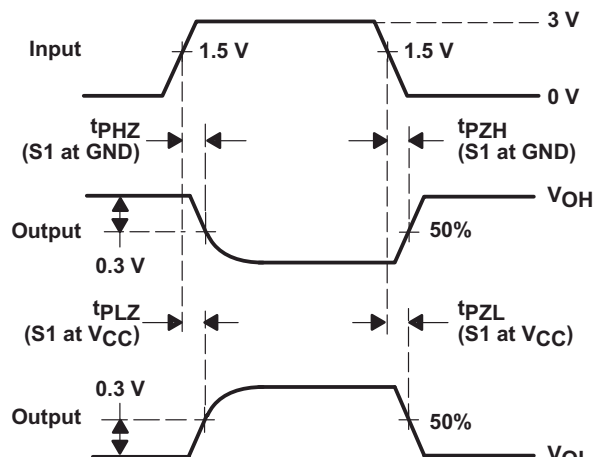 3 V
Input
1.5 V
1.5 V
0 V
tPHZ
(S1 at GND)
tPZH
(S1 at GND)
VOH
Output
50%
0.3 V
tPLZ
(S1 at VCC)
tPZL
(S1 at VCC)
0.3 V
Output
50%
VOL